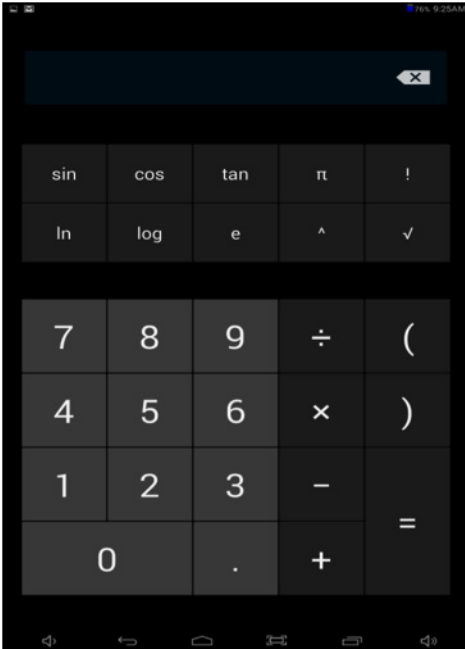 76% 9:25AM
sin cos tan π !
ln log e ^ √
7 8 9 ÷ (
4 5 6 × )
1 2 3 −
=
0 . +